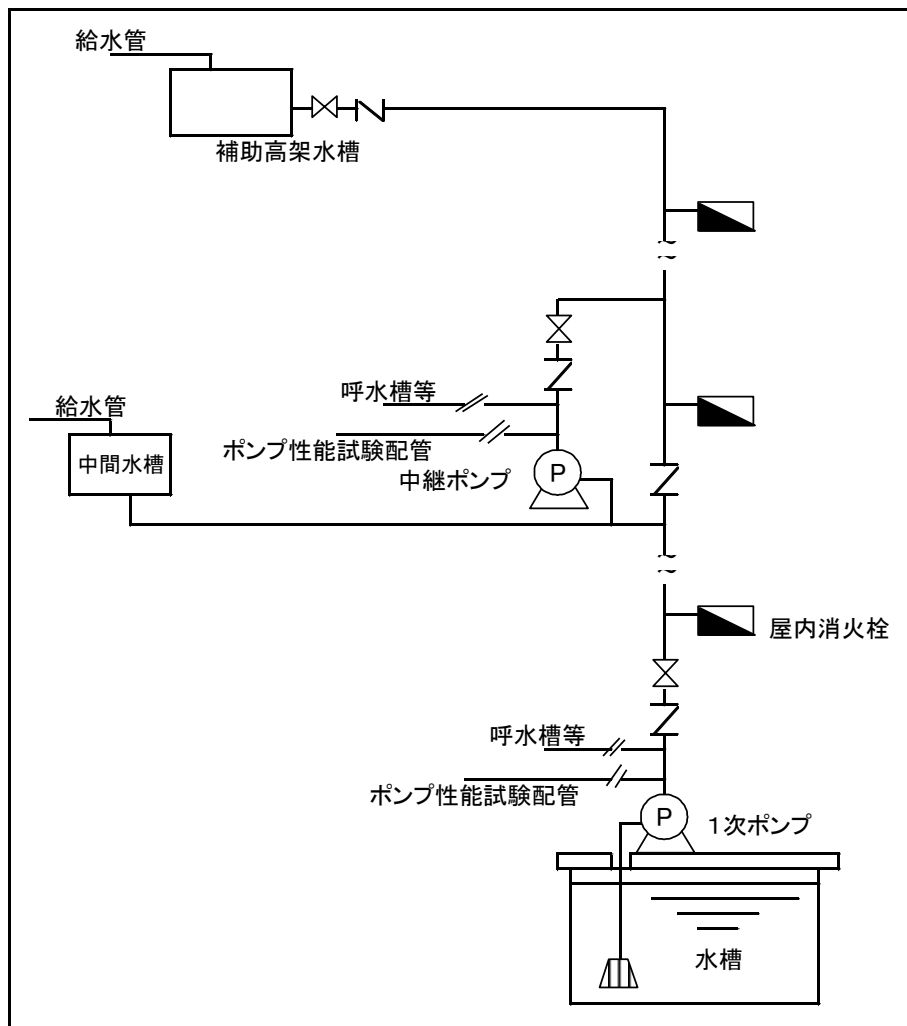 給水管
補助高架水槽
呼水槽等
給水管
ポンプ性能試験配管
中間水槽
中継ポンプ
P
屋内消火栓
呼水槽等
ポンプ性能試験配管
P
1次ポンプ
水槽